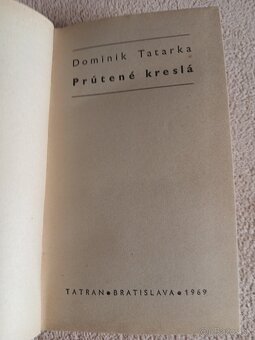 Dominik Tatarka
Prútené kreslá
TATRAN●BRATISLAVA●1969